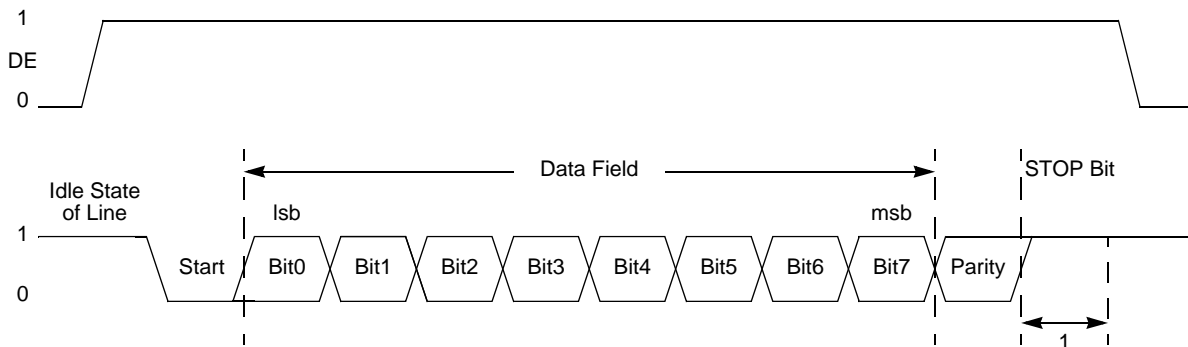 1
DE
0
Data Field
STOP Bit
Idle State
of Line
lsb
msb
1
Start
Bit0
Bit1
Bit2
Bit3
Bit4
Bit5
Bit6
Bit7
Parity
0
1